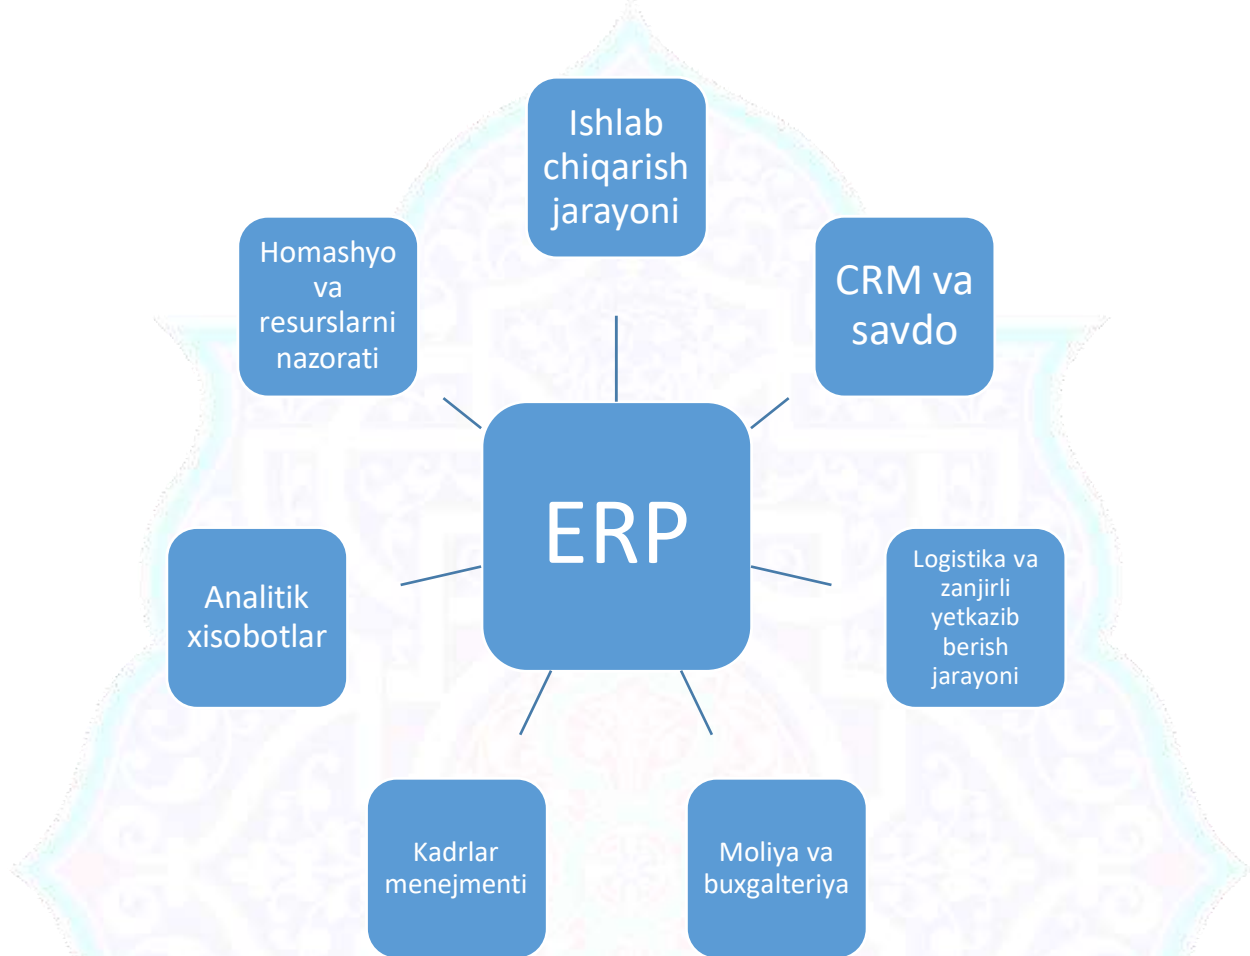 Ishlab
chiqarish
jarayoni
Homashyo
va
resurslarni
nazorati
CRM va
savdo
ERP
Analitik
xisobotlar
Logistika va
zanjirli
yetkazib
berish
jarayoni
Kadrlar
menejmenti
Moliya va
buxgalteriya